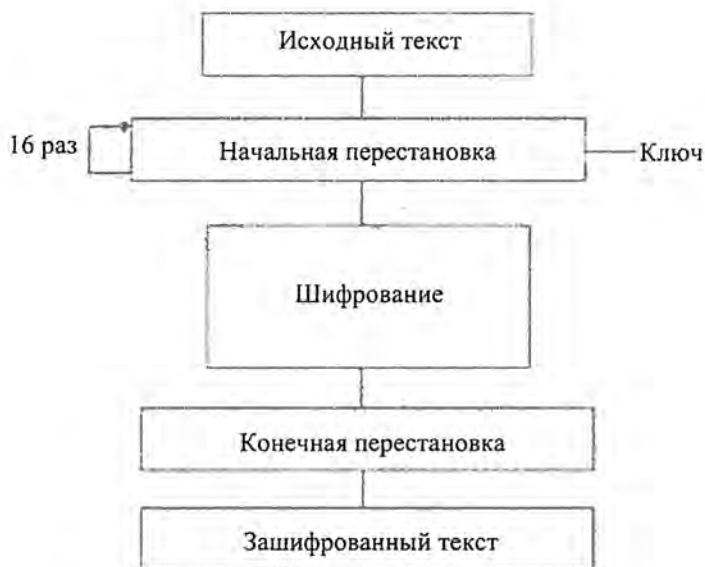 Исходный текст
16 раз
Начальная перестановка
Ключ
Шифрование
Конечная перестановка
Зашифрованный текст